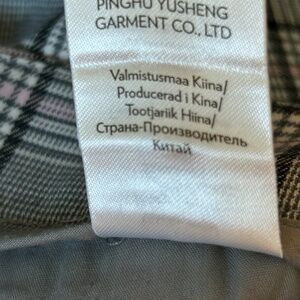 PINGHU YUSHENG
GARMENT CO., LTD
Valmistusmaa Kiina/
Producerad i Kina/
Tootjariik Hiina/
Страна-Производитель
Китай